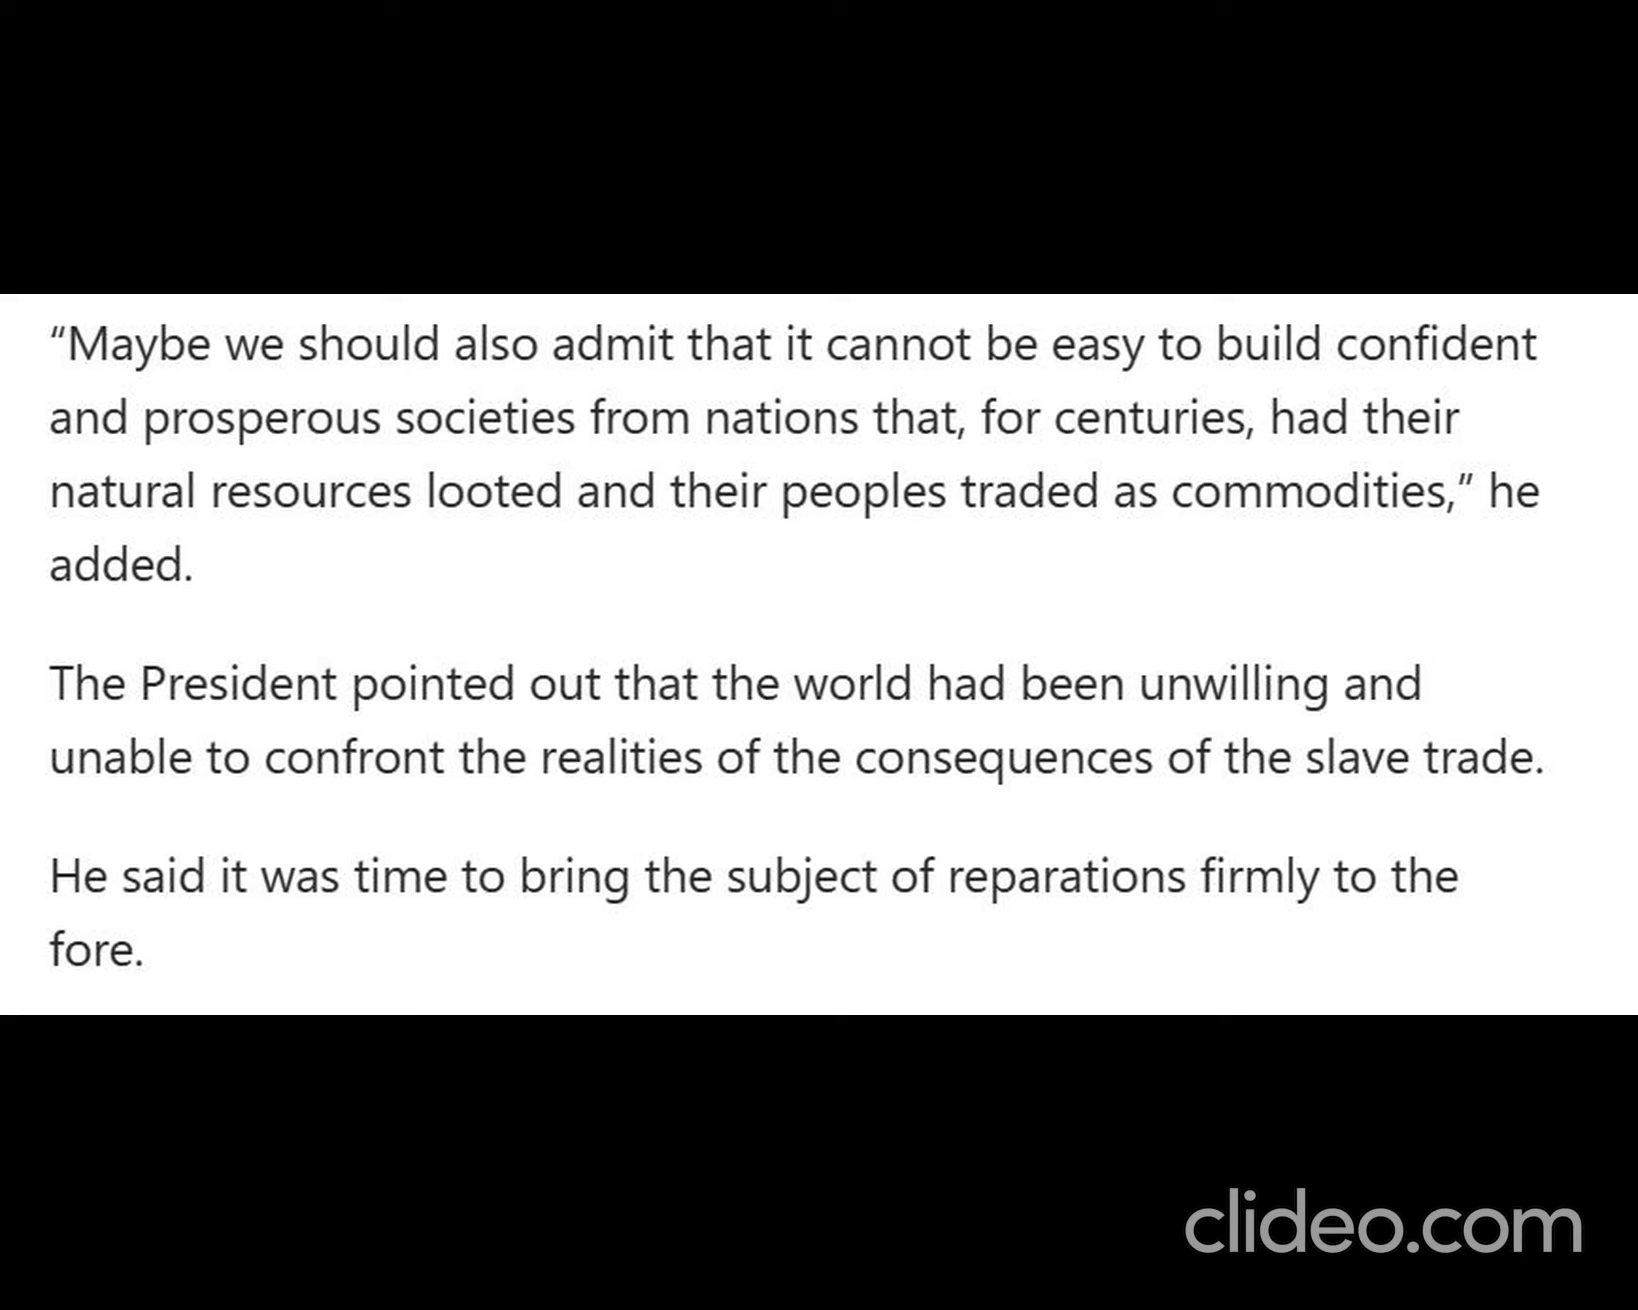 “Maybe we should also admit that it cannot be easy to build confident
and prosperous societies from nations that, for centuries, had their
natural resources looted and their peoples traded as commodities,” he
added.
The President pointed out that the world had been unwilling and
unable to confront the realities of the consequences of the slave trade.
He said it was time to bring the subject of reparations firmly to the
fore.
clideo.com